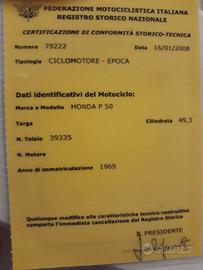 FEDERAZIONE MOTOCICLISTICA ITALIANA
REGISTRO STORICO NAZIONALE
CERTIFICAZIONE DI CONFORMITÀ STORICO-TECNICA
Numero 79222 Data 16/01/2008
Tipologia CICLOMOTORE - EPOCA
Dati identificativi del Motociclo:
Marca e Modello HONDA P 50
Targa Cilindrata 49,3
N. Telaio 39335
N. Motore
Anno di immatricolazione 1969
Qualunque modifica alle caratteristiche tecnico-costruttive
comporta l'immediata cancellazione dal Registro Storico
IL PRESIDENTE